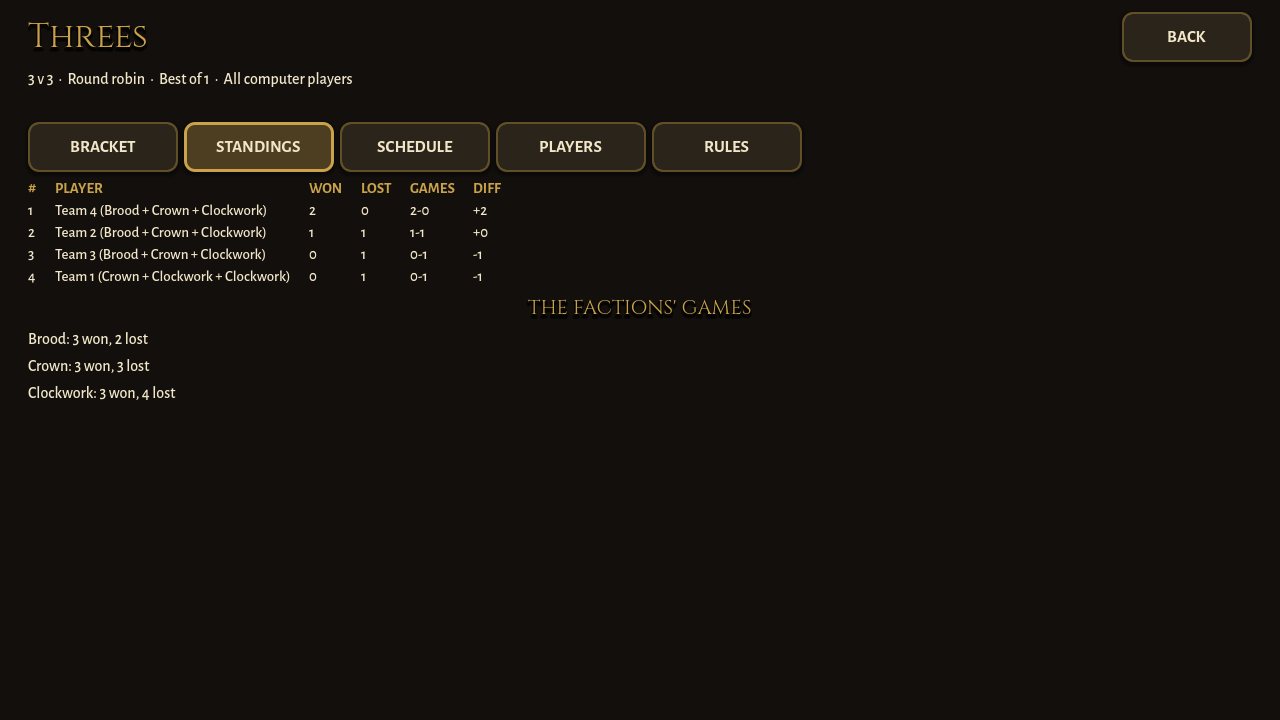 Threes
BACK
3 v 3 · Round robin · Best of 1 · All computer players
BRACKET STANDINGS SCHEDULE PLAYERS RULES
# PLAYER WON LOST GAMES DIFF
1 Team 4 (Brood + Crown + Clockwork) 2 0 2-0 +2
2 Team 2 (Brood + Crown + Clockwork) 1 1 1-1 +0
3 Team 3 (Brood + Crown + Clockwork) 0 1 0-1 -1
4 Team 1 (Crown + Clockwork + Clockwork) 0 1 0-1 -1
THE FACTIONS' GAMES
Brood: 3 won, 2 lost
Crown: 3 won, 3 lost
Clockwork: 3 won, 4 lost